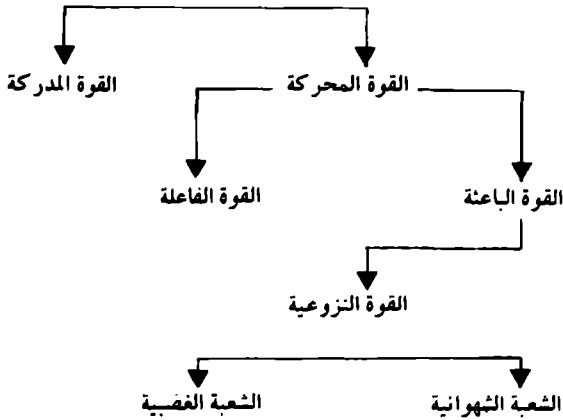 القوة المحركة القوة المدركة
القوة الباعثة القوة الفاعلة
القوة النزوعية
الشعبة الشهوانية الشعبة الغضبية